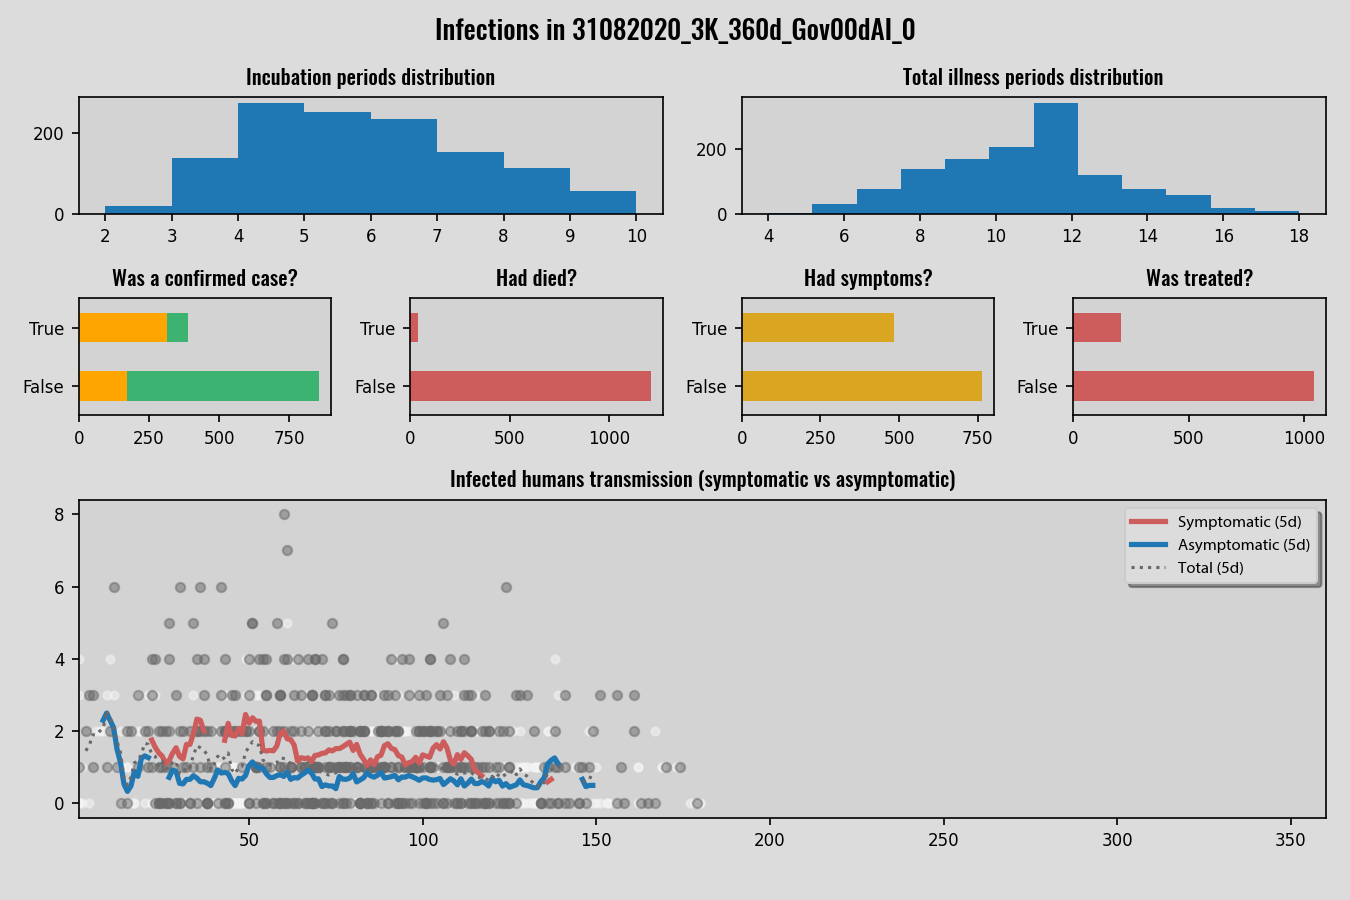 Infections in 31082020_3K_360d_Gov00dAI_0
Incubation periods distribution
Total illness periods distribution
200
0
2 3 4 5 6 7 8 9 10
200
0
4 6 8 10 12 14 16 18
Was a confirmed case?
Had died?
Had symptoms?
Was treated?
True
False
0 250 500 750
True
False
0 500 1000
True
False
0 250 500 750
True
False
0 500 1000
Infected humans transmission (symptomatic vs asymptomatic)
8
6
4
2
0
50 100 150 200 250 300 350
Symptomatic (5d)
Asymptomatic (5d)
Total (5d)